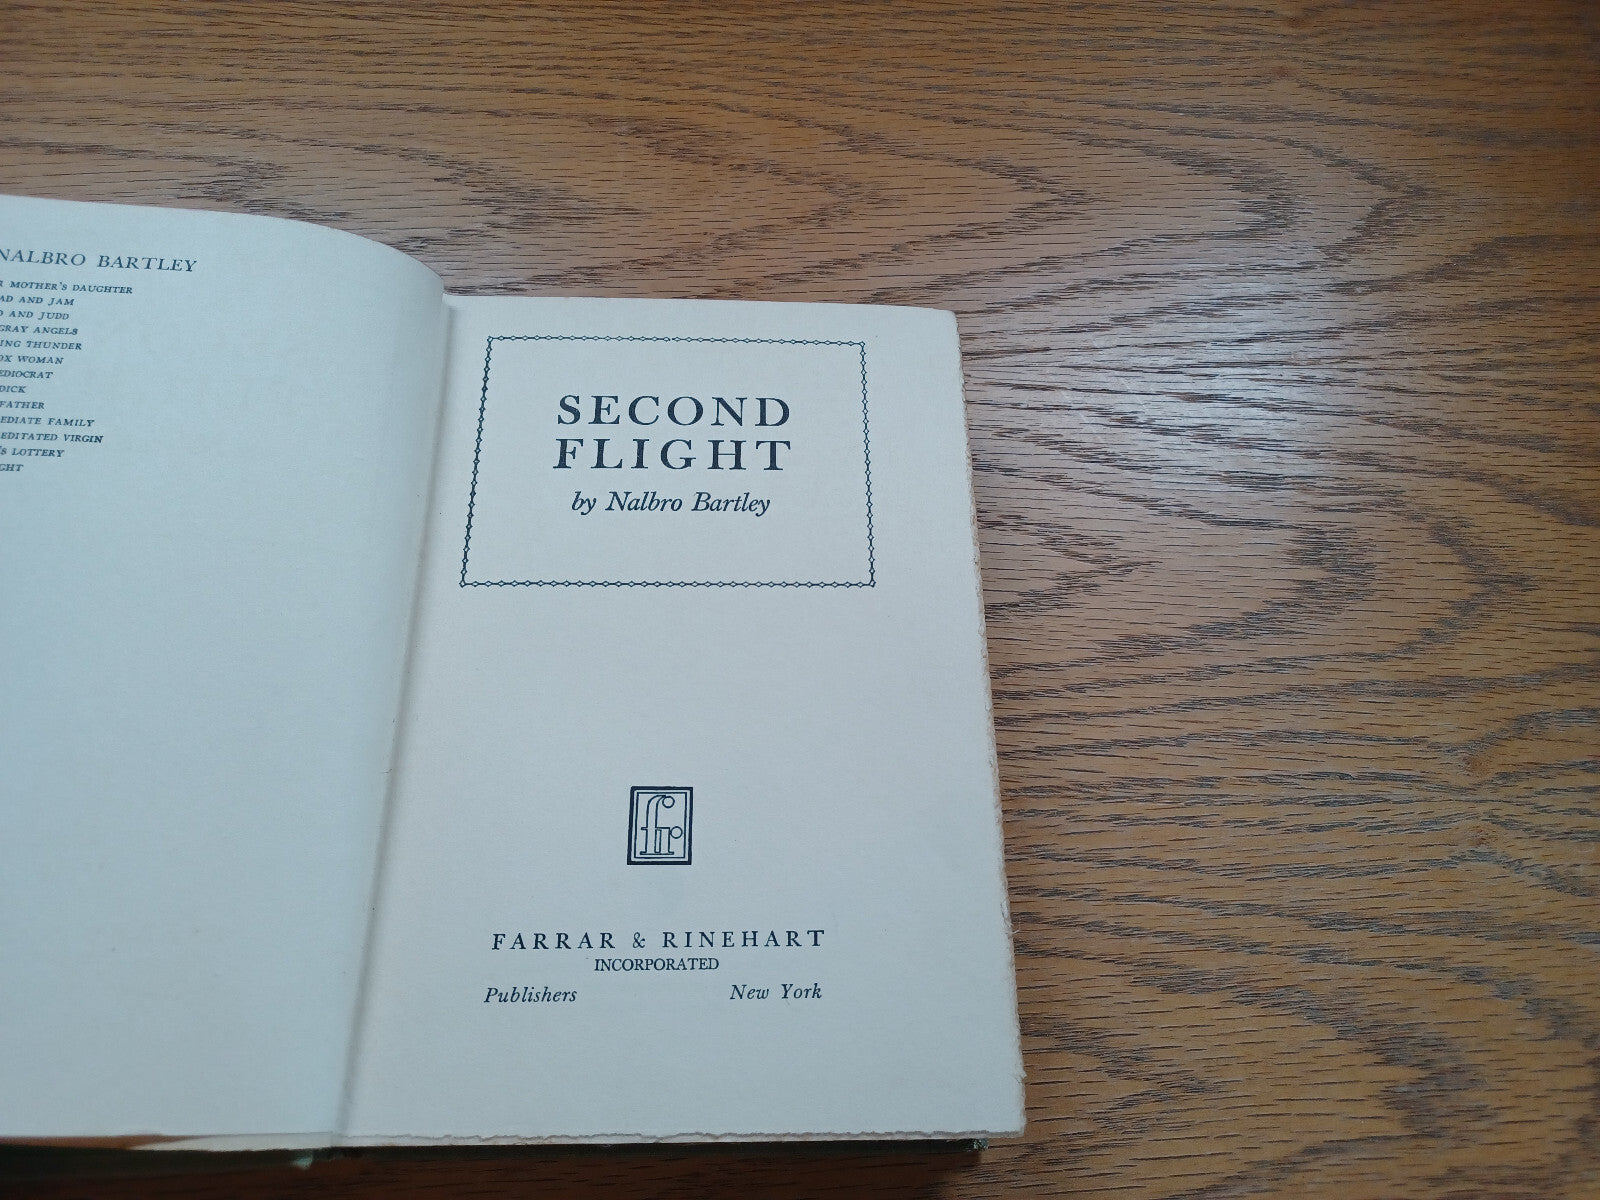 NALBRO BARTLEY
R MOTHER'S DAUGHTER
AD AND JAM
D AND JUDD
GRAY ANGELS
ING THUNDER
OX WOMAN
EDIOCRAT
DICK
FATHER
EDIATE FAMILY
EDITATED VIRGIN
'S LOTTERY
GHT
SECOND
FLIGHT
by Nalbro Bartley
fr
FARRAR & RINEHART
INCORPORATED
Publishers New York